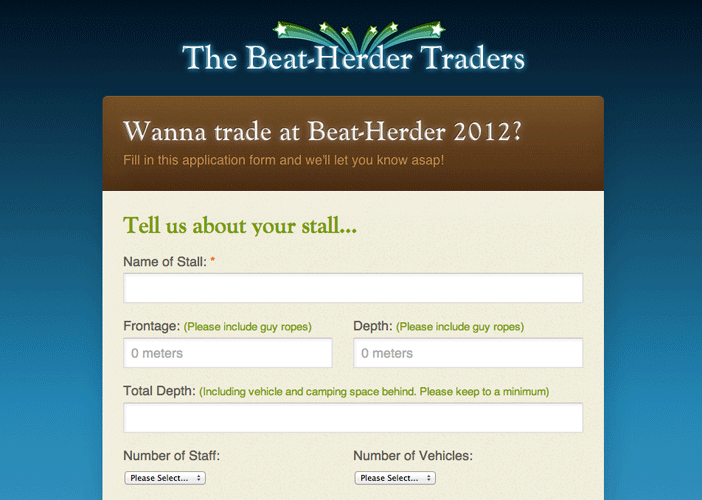 The Beat-Herder Traders
Wanna trade at Beat-Herder 2012?
Fill in this application form and we'll let you know asap!
Tell us about your stall...
Name of Stall: *
Frontage: (Please include guy ropes)
Depth: (Please include guy ropes)
0 meters
0 meters
Total Depth: (Including vehicle and camping space behind. Please keep to a minimum)
Number of Staff:
Number of Vehicles:
Please Select...
Please Select...